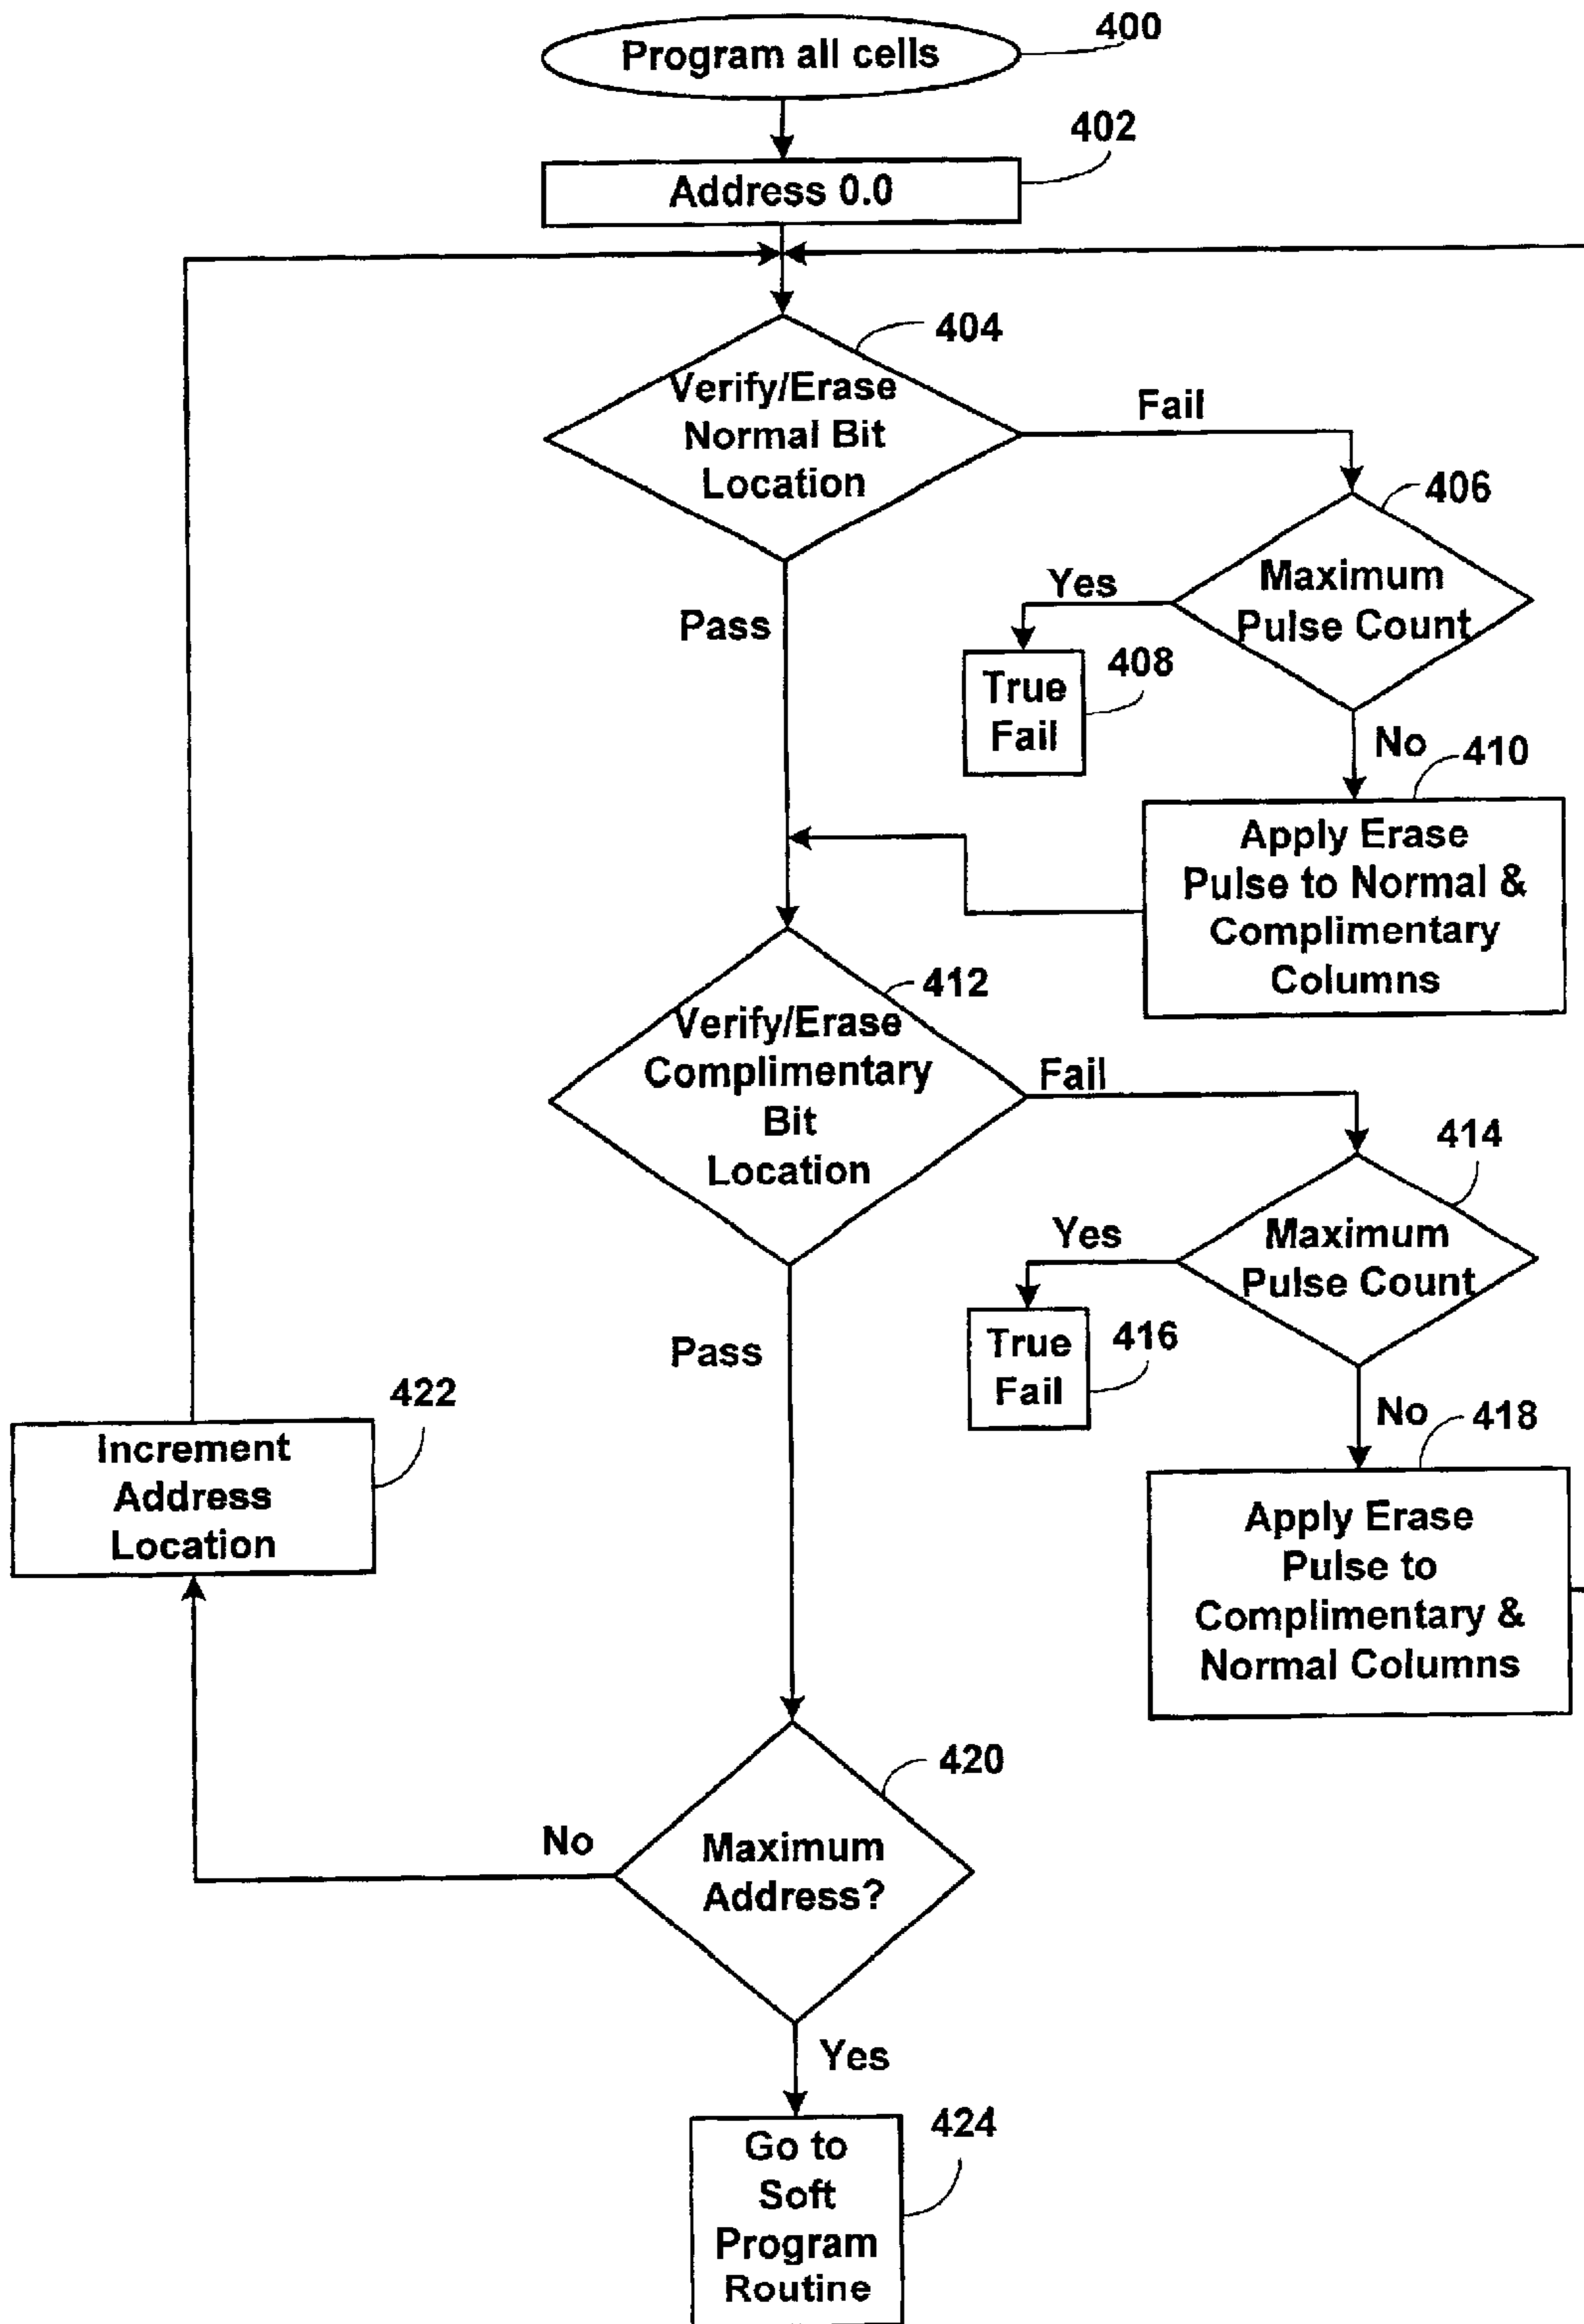 Program all cells
400
Address 0.0
402
Verify/Erase
Normal Bit
Location
404
Fail
Pass
Maximum
Pulse Count
406
Yes
True
Fail
408
No
Apply Erase
Pulse to Normal &
Complimentary
Columns
410
Verify/Erase
Complimentary
Bit
Location
412
Fail
Pass
Maximum
Pulse Count
414
Yes
True
Fail
416
No
Apply Erase
Pulse to
Complimentary &
Normal Columns
418
Increment
Address
Location
422
Maximum
Address?
420
No
Yes
Go to
Soft
Program
Routine
424